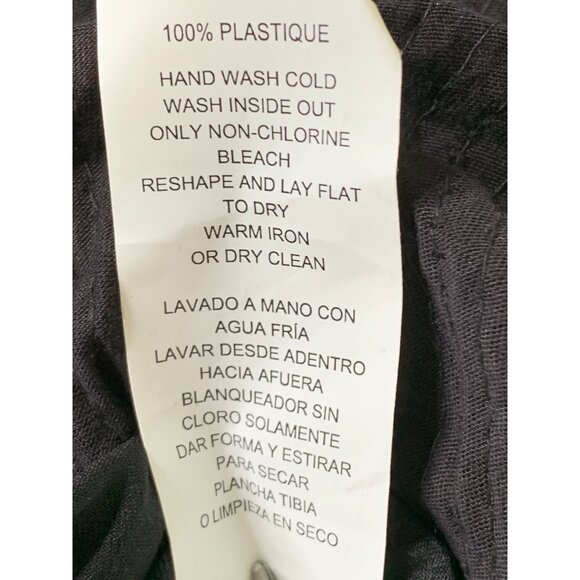 100% PLASTIQUE
HAND WASH COLD
WASH INSIDE OUT
ONLY NON-CHLORINE
BLEACH
RESHAPE AND LAY FLAT
TO DRY
WARM IRON
OR DRY CLEAN
LAVADO A MANO CON
AGUA FRÍA
LAVAR DESDE ADENTRO
HACIA AFUERA
BLANQUEADOR SIN
CLORO SOLAMENTE
DAR FORMA Y ESTIRAR
PARA SECAR
PLANCHA TIBIA
O LIMPIEZA EN SECO